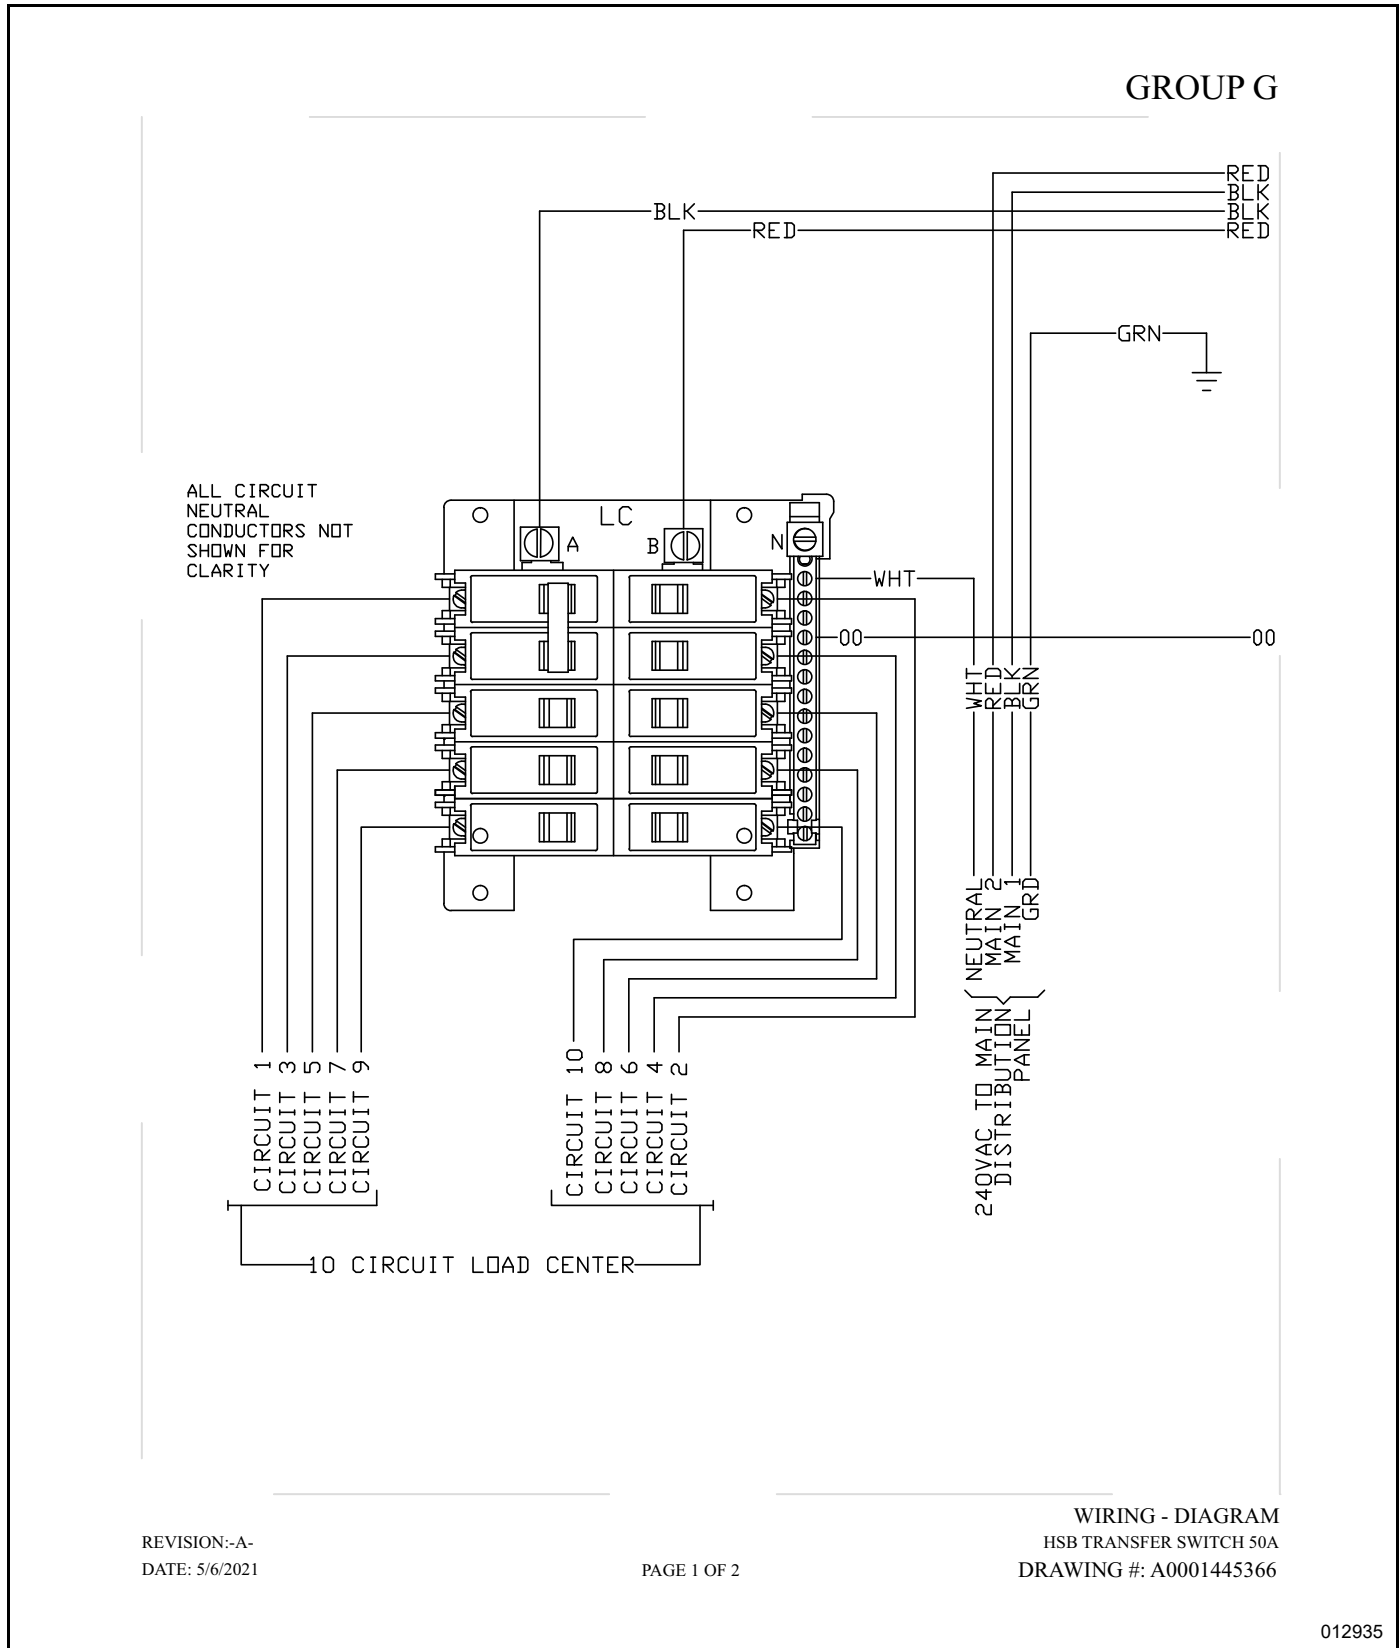 GROUP G
RED
BLK
BLK BLK
RED RED
GRN
ALL CIRCUIT
NEUTRAL
CONDUCTORS NOT
SHOWN FOR
CLARITY
LC
A
B
N
WHT
00 00
WHT
RED
BLK
GRN
NEUTRAL
MAIN 2
MAIN 1
GRD
240VAC TO MAIN
DISTRIBUTION
PANEL
CIRCUIT 1
CIRCUIT 3
CIRCUIT 5
CIRCUIT 7
CIRCUIT 9
CIRCUIT 10
CIRCUIT 8
CIRCUIT 6
CIRCUIT 4
CIRCUIT 2
10 CIRCUIT LOAD CENTER
WIRING - DIAGRAM
REVISION:-A-
HSB TRANSFER SWITCH 50A
DATE: 5/6/2021
PAGE 1 OF 2
DRAWING #: A0001445366
012935